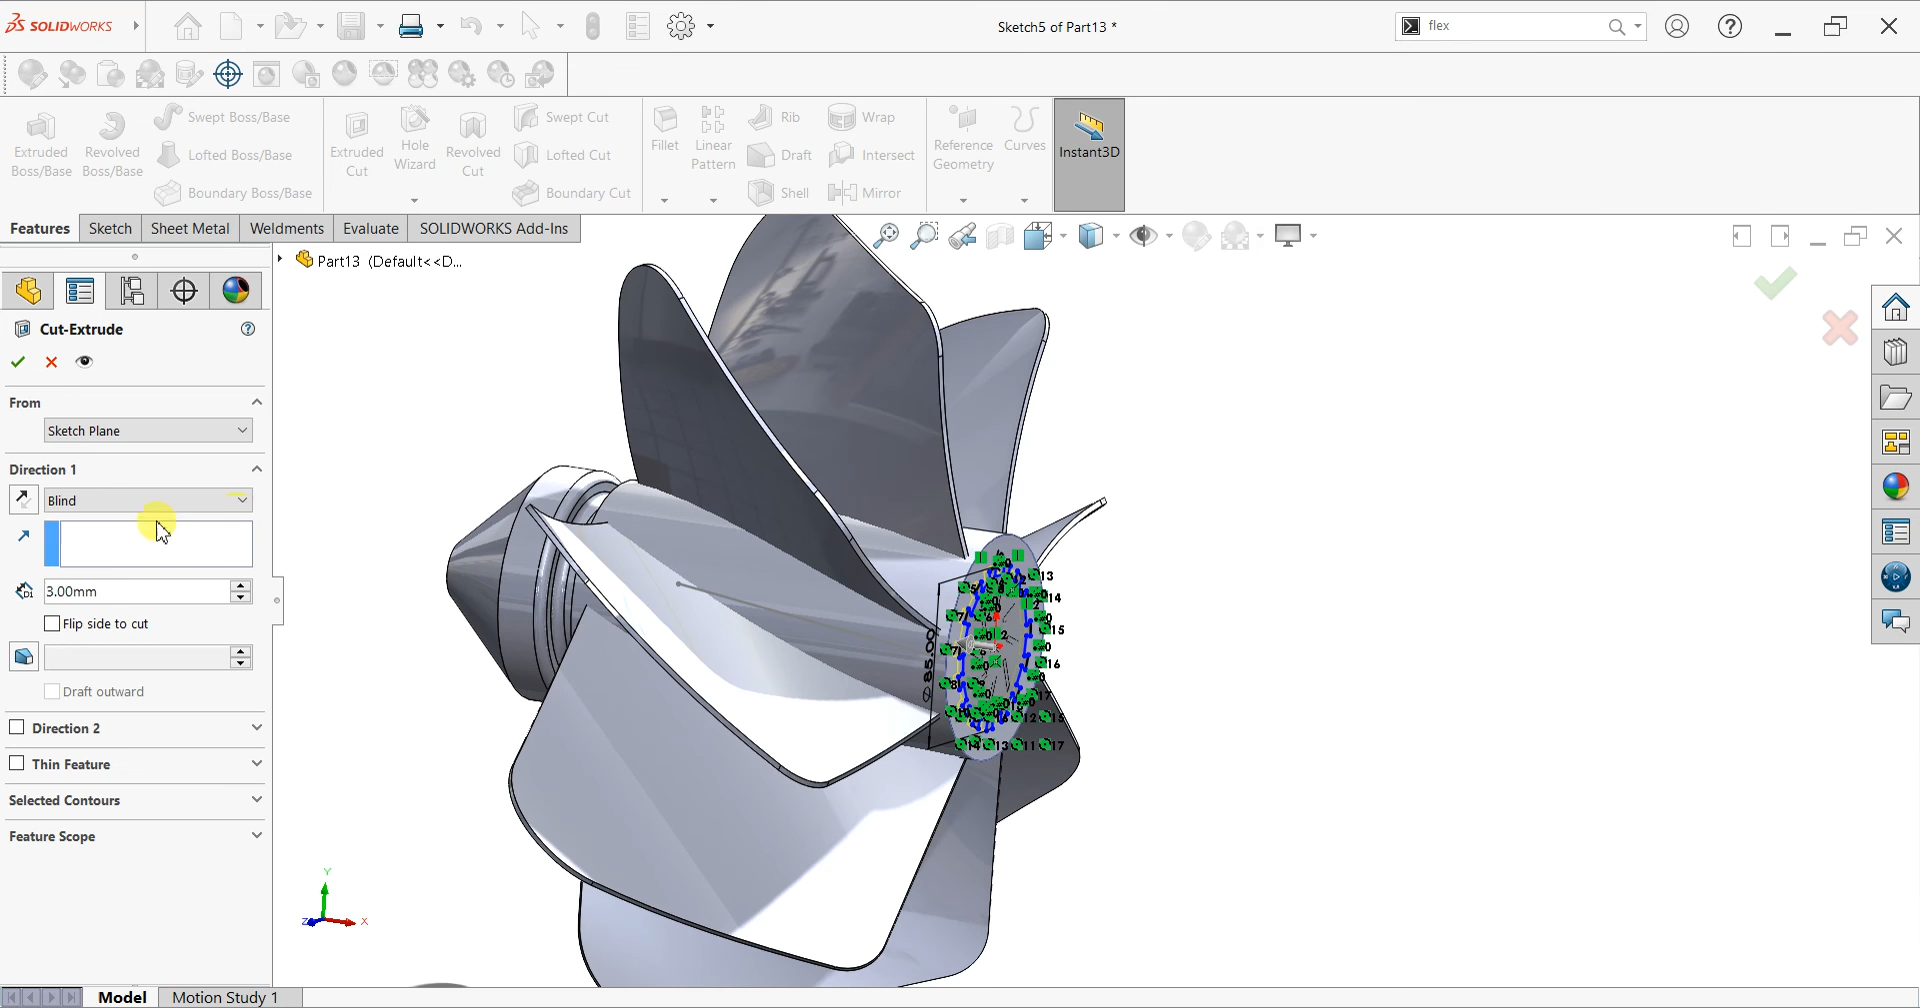 SOLIDWORKS
Sketch5 of Part13 *
flex
Extruded Boss/Base
Revolved Boss/Base
Swept Boss/Base
Lofted Boss/Base
Boundary Boss/Base
Extruded Cut
Hole Wizard
Revolved Cut
Swept Cut
Lofted Cut
Boundary Cut
Fillet
Linear Pattern
Rib
Draft
Shell
Wrap
Intersect
Mirror
Reference Geometry
Curves
Instant3D
Features
Sketch
Sheet Metal
Weldments
Evaluate
SOLIDWORKS Add-Ins
Part13 (Default<<D...
Cut-Extrude
From
Sketch Plane
Direction 1
Blind
3.00mm
Flip side to cut
Draft outward
Direction 2
Thin Feature
Selected Contours
Feature Scope
⌀85.00
Y
Z
X
Model
Motion Study 1